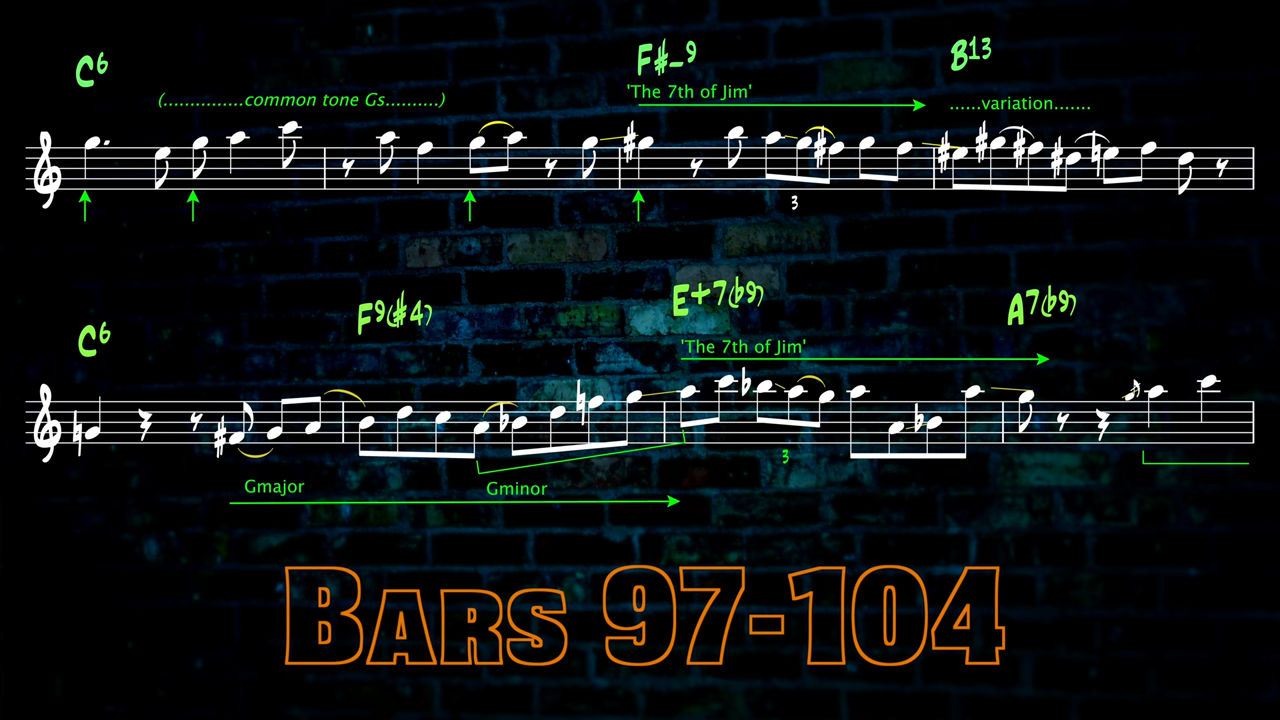 C6 F#-9 B13
(...............common tone Gs..........) 'The 7th of Jim' ......variation.......
3
C6 F9(#4) E+7(b9) A7(b9)
'The 7th of Jim'
3
Gmajor Gminor
BARS 97-104